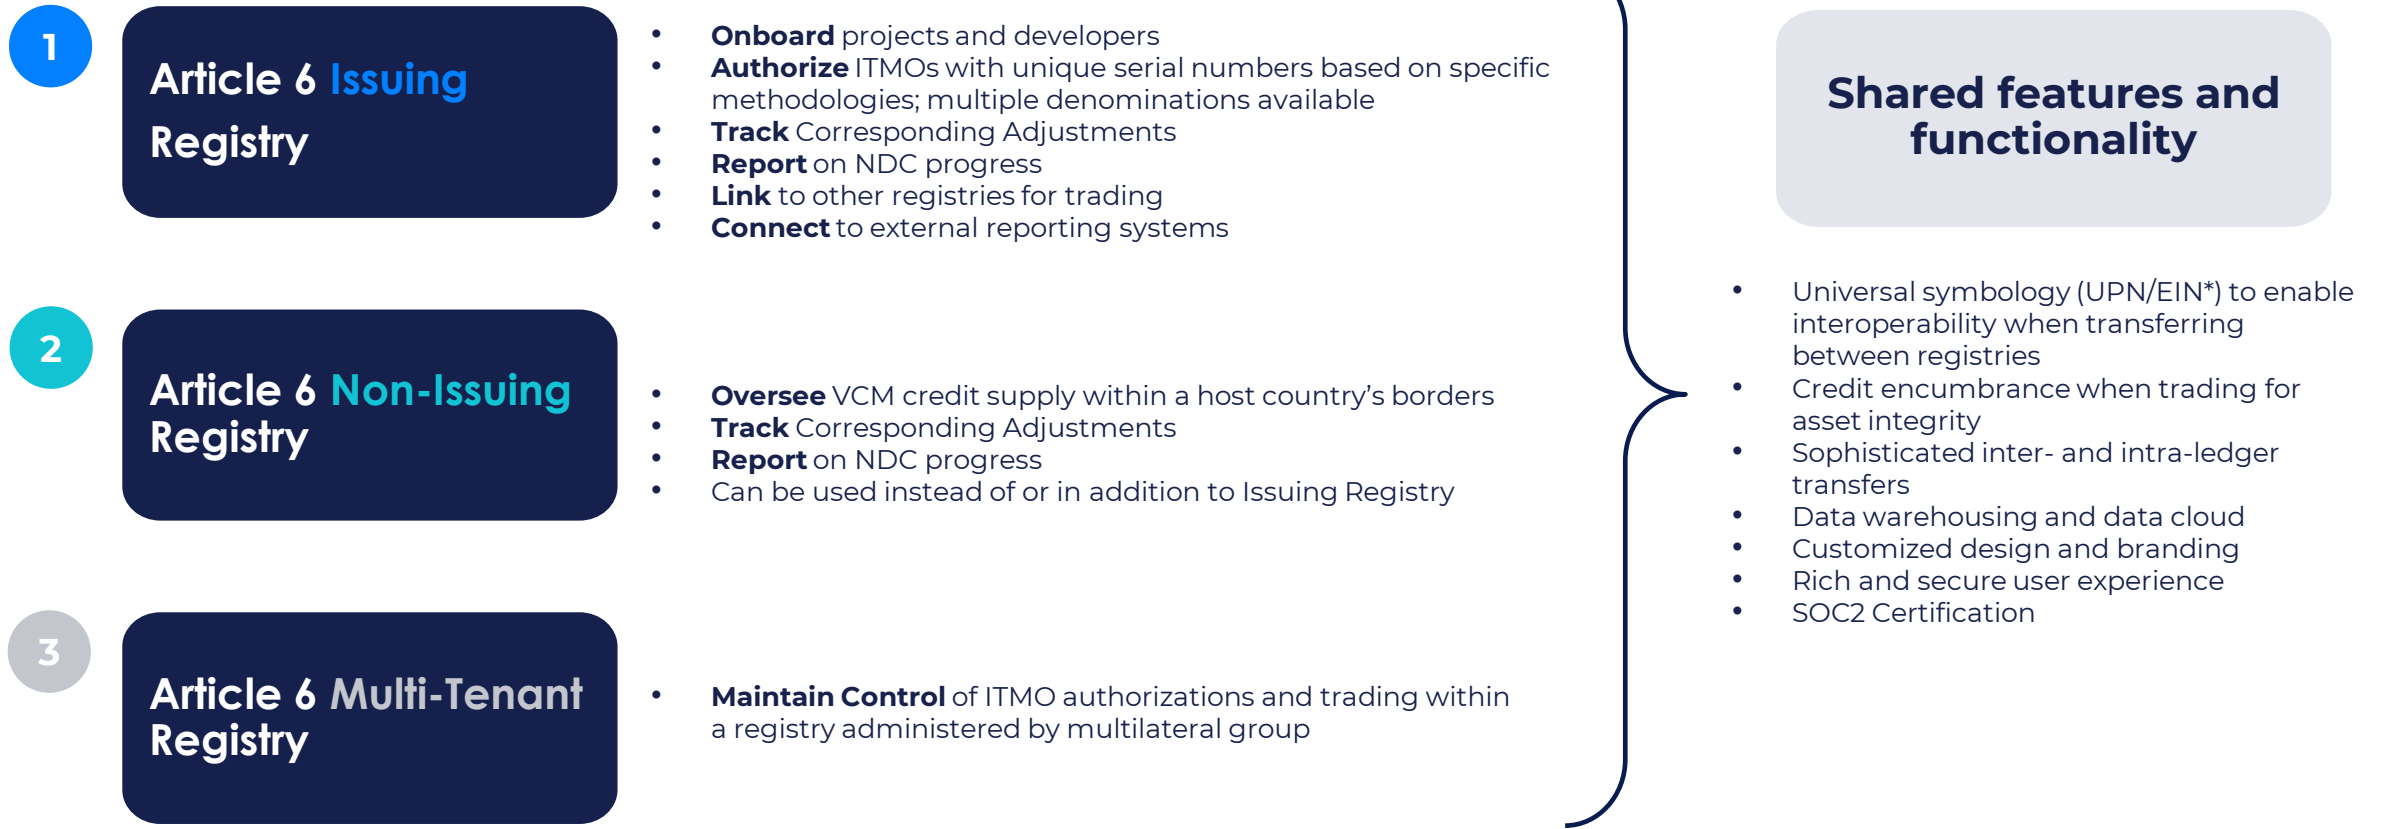 1
Article 6 Issuing
Registry
• Onboard projects and developers
• Authorize ITMOs with unique serial numbers based on specific
methodologies; multiple denominations available
• Track Corresponding Adjustments
• Report on NDC progress
• Link to other registries for trading
• Connect to external reporting systems
2
Article 6 Non-Issuing
Registry
• Oversee VCM credit supply within a host country’s borders
• Track Corresponding Adjustments
• Report on NDC progress
• Can be used instead of or in addition to Issuing Registry
3
Article 6 Multi-Tenant
Registry
• Maintain Control of ITMO authorizations and trading within
a registry administered by multilateral group
Shared features and
functionality
• Universal symbology (UPN/EIN*) to enable
interoperability when transferring
between registries
• Credit encumbrance when trading for
asset integrity
• Sophisticated inter- and intra-ledger
transfers
• Data warehousing and data cloud
• Customized design and branding
• Rich and secure user experience
• SOC2 Certification